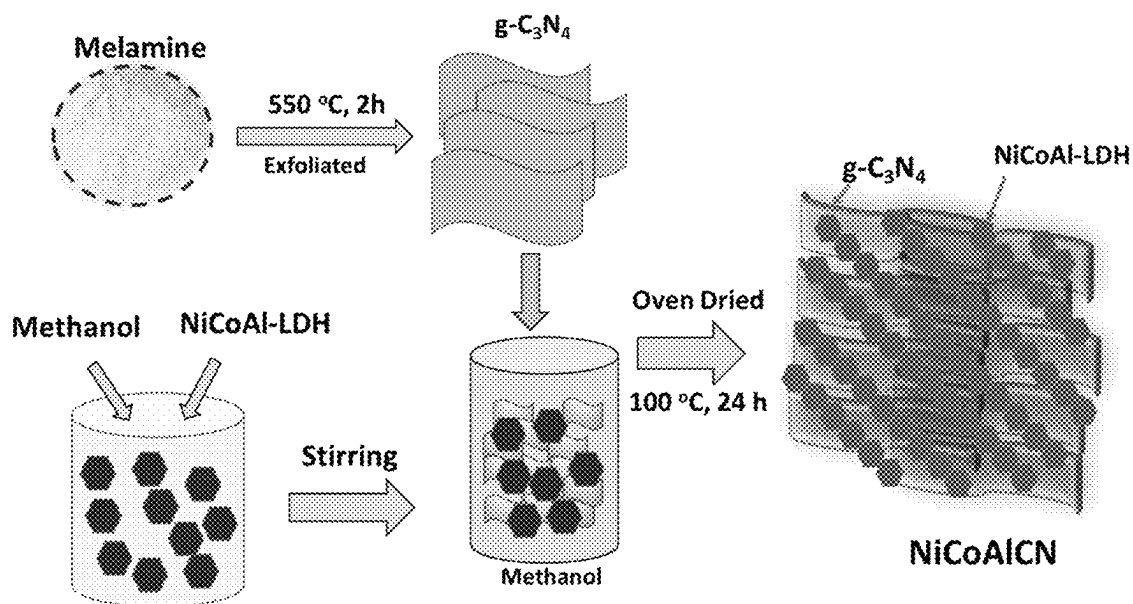 Melamine
550 °C, 2h
Exfoliated
g-C₃N₄
g-C₃N₄
NiCoAl-LDH
Methanol
NiCoAl-LDH
Stirring
Methanol
Oven Dried
100 °C, 24 h
NiCoAlCN